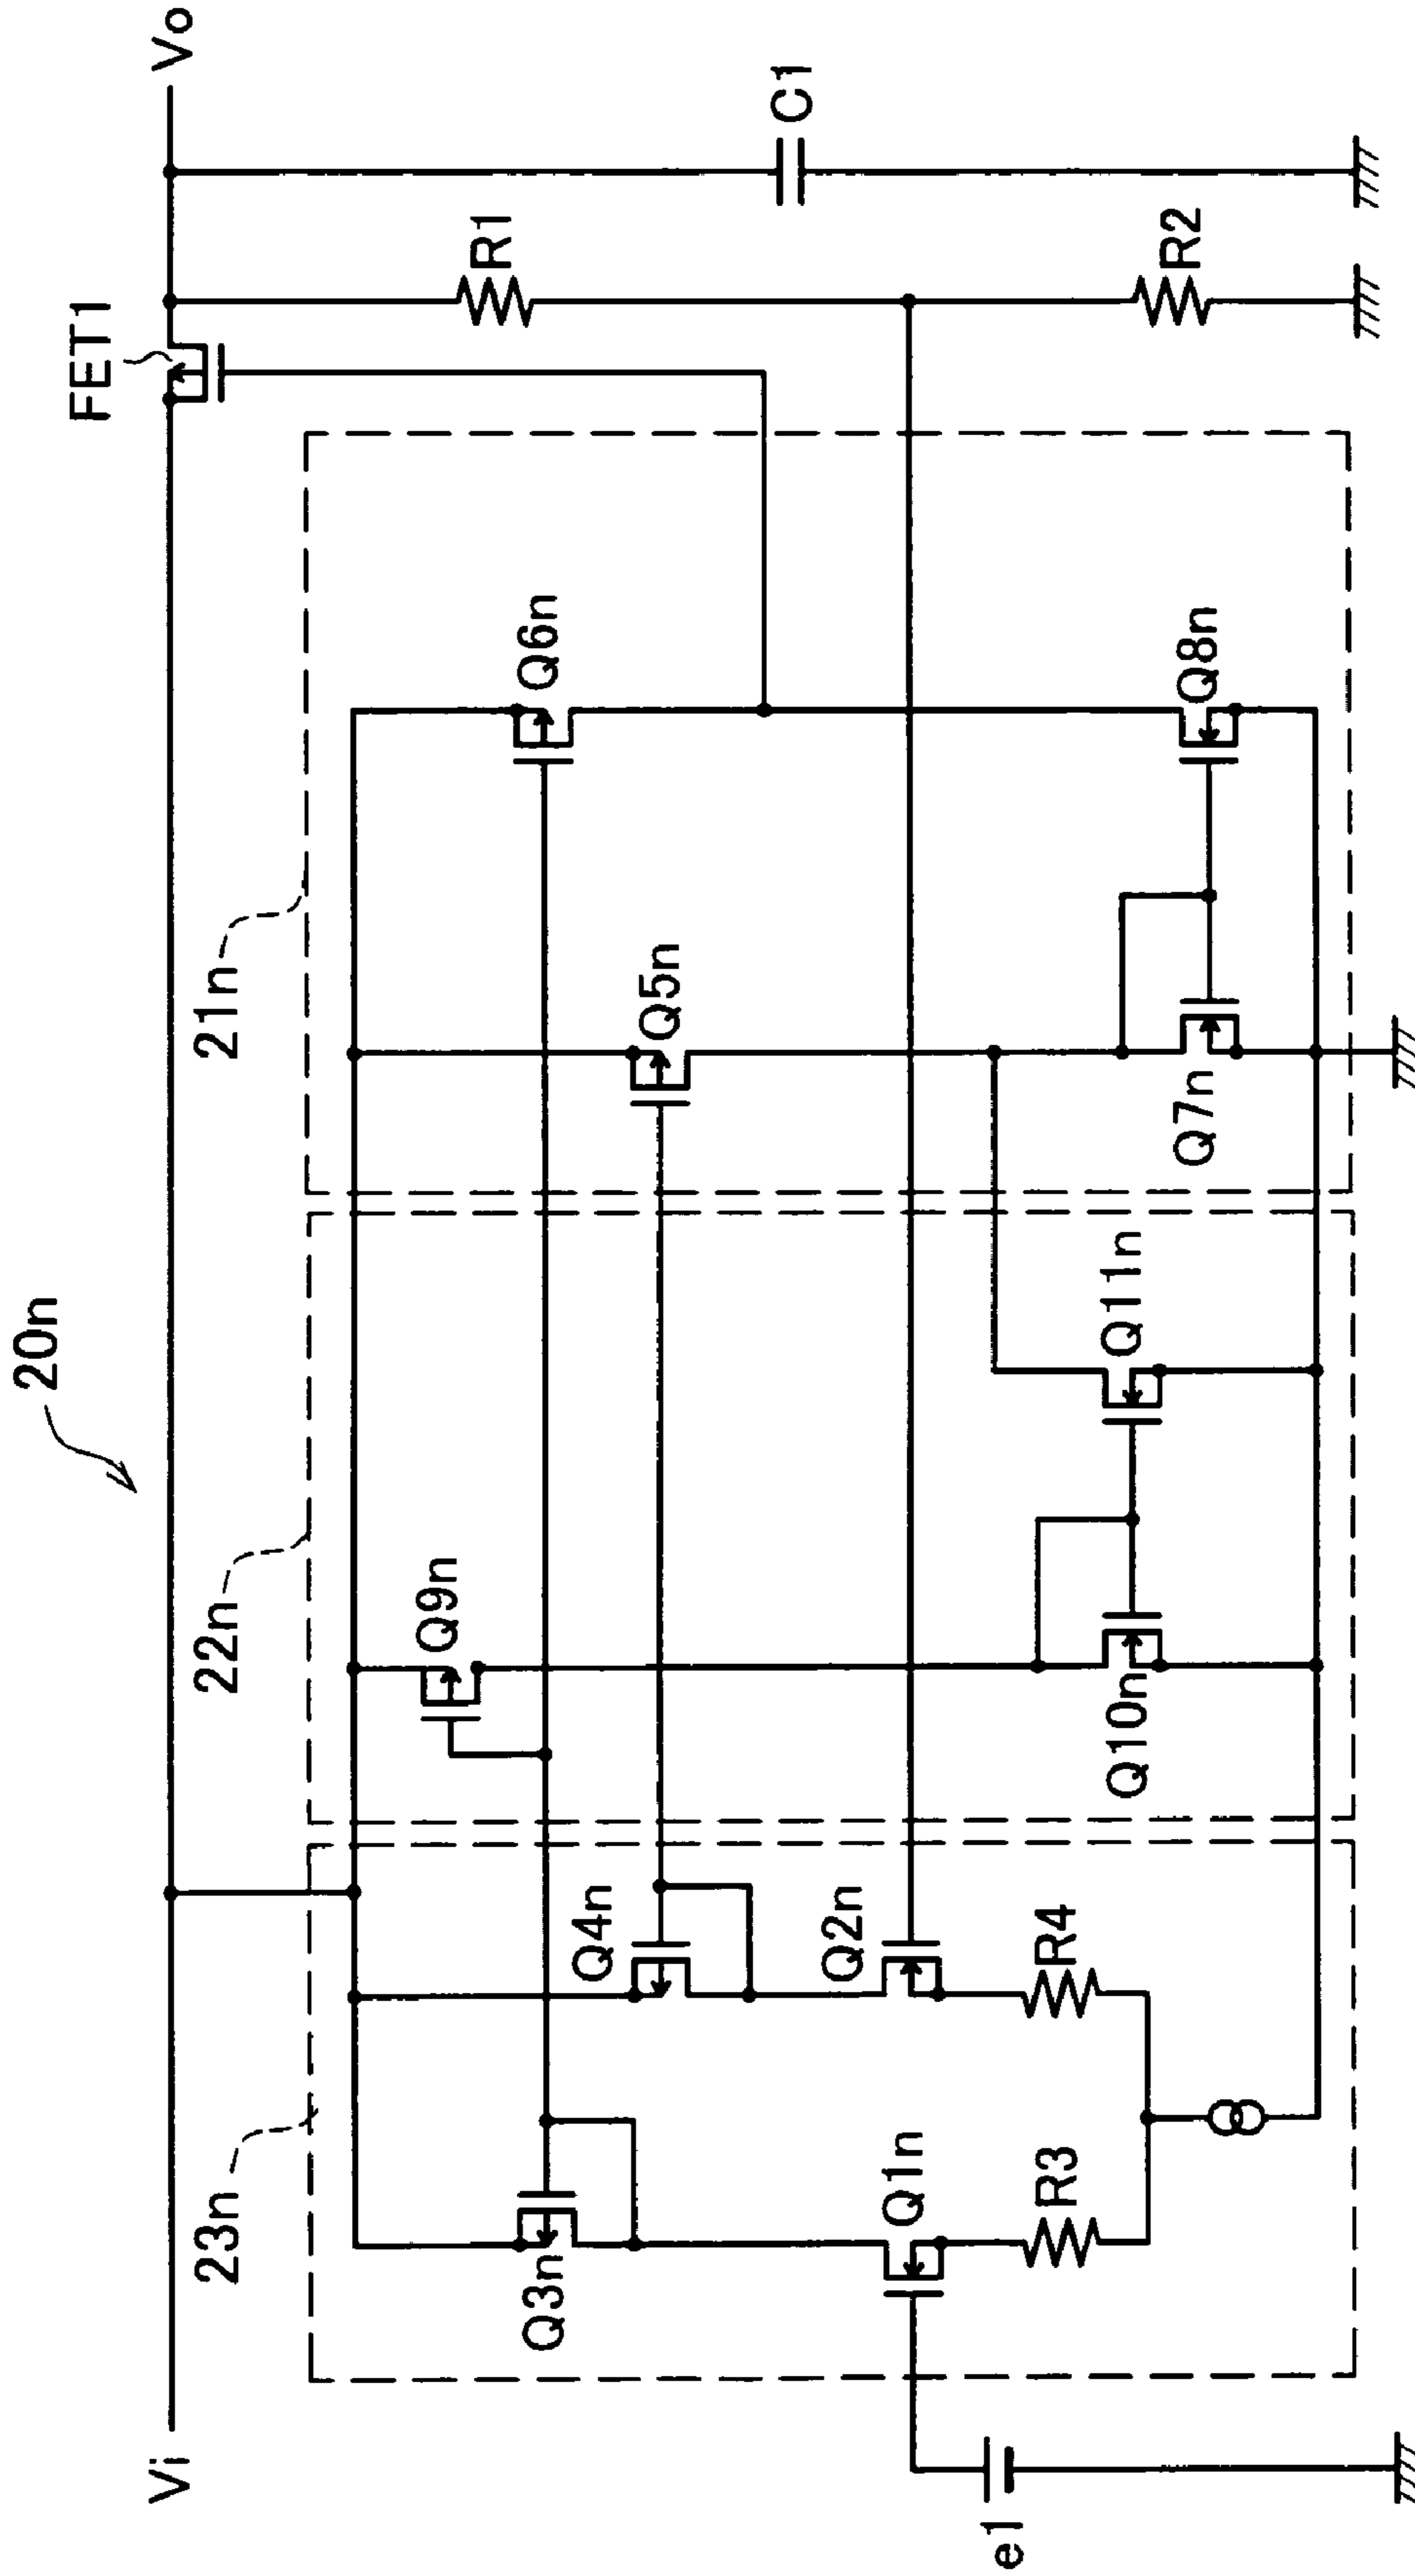 20n
Vi
Vo
FET1
23n
22n
21n
Q3n
Q4n
Q9n
Q5n
Q6n
R1
C1
Q1n
Q2n
e1
R3
R4
Q10n
Q11n
Q7n
Q8n
R2